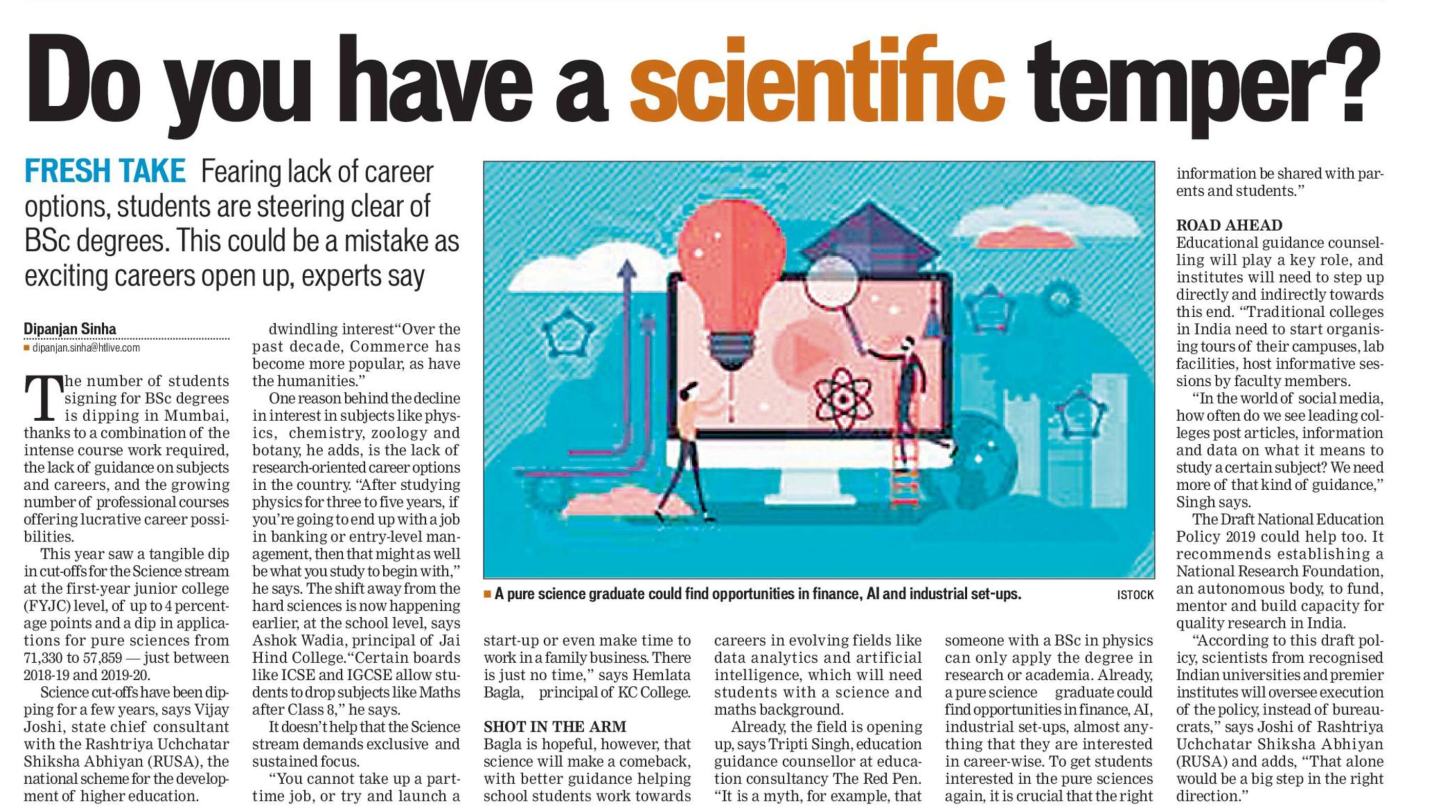 Do you have a scientific temper?
FRESH TAKE Fearing lack of career
options, students are steering clear of
BSc degrees. This could be a mistake as
exciting careers open up, experts say
Dipanjan Sinha
dipanjan.sinha@htlive.com
The number of students
signing for BSc degrees
is dipping in Mumbai,
thanks to a combination of the
intense course work required,
the lack of guidance on subjects
and careers, and the growing
number of professional courses
offering lucrative career possi-
bilities.
This year saw a tangible dip
in cut-offs for the Science stream
at the first-year junior college
(FYJC) level, of up to 4 percent-
age points and a dip in applica-
tions for pure sciences from
71,330 to 57,859 — just between
2018-19 and 2019-20.
Science cut-offs have been dip-
ping for a few years, says Vijay
Joshi, state chief consultant
with the Rashtriya Uchchatar
Shiksha Abhiyan (RUSA), the
national scheme for the develop-
ment of higher education.
dwindling interest“Over the
past decade, Commerce has
become more popular, as have
the humanities.”
One reason behind the decline
in interest in subjects like phys-
ics, chemistry, zoology and
botany, he adds, is the lack of
research-oriented career options
in the country. “After studying
physics for three to five years, if
you’re going to end up with a job
in banking or entry-level man-
agement, then that might as well
be what you study to begin with,”
he says. The shift away from the
hard sciences is now happening
earlier, at the school level, says
Ashok Wadia, principal of Jai
Hind College.“Certain boards
like ICSE and IGCSE allow stu-
dents to drop subjects like Maths
after Class 8,” he says.
It doesn’t help that the Science
stream demands exclusive and
sustained focus.
“You cannot take up a part-
time job, or try and launch a
A pure science graduate could find opportunities in finance, AI and industrial set-ups.
ISTOCK
start-up or even make time to
work in a family business. There
is just no time,” says Hemlata
Bagla, principal of KC College.
SHOT IN THE ARM
Bagla is hopeful, however, that
science will make a comeback,
with better guidance helping
school students work towards
careers in evolving fields like
data analytics and artificial
intelligence, which will need
students with a science and
maths background.
Already, the field is opening
up, says Tripti Singh, education
guidance counsellor at educa-
tion consultancy The Red Pen.
“It is a myth, for example, that
someone with a BSc in physics
can only apply the degree in
research or academia. Already,
a pure science graduate could
find opportunities in finance, AI,
industrial set-ups, almost any-
thing that they are interested
in career-wise. To get students
interested in the pure sciences
again, it is crucial that the right
information be shared with par-
ents and students.”
ROAD AHEAD
Educational guidance counsel-
ling will play a key role, and
institutes will need to step up
directly and indirectly towards
this end. “Traditional colleges
in India need to start organis-
ing tours of their campuses, lab
facilities, host informative ses-
sions by faculty members.
“In the world of social media,
how often do we see leading col-
leges post articles, information
and data on what it means to
study a certain subject? We need
more of that kind of guidance,”
Singh says.
The Draft National Education
Policy 2019 could help too. It
recommends establishing a
National Research Foundation,
an autonomous body, to fund,
mentor and build capacity for
quality research in India.
“According to this draft pol-
icy, scientists from recognised
Indian universities and premier
institutes will oversee execution
of the policy, instead of bureau-
crats,” says Joshi of Rashtriya
Uchchatar Shiksha Abhiyan
(RUSA) and adds, “That alone
would be a big step in the right
direction.”